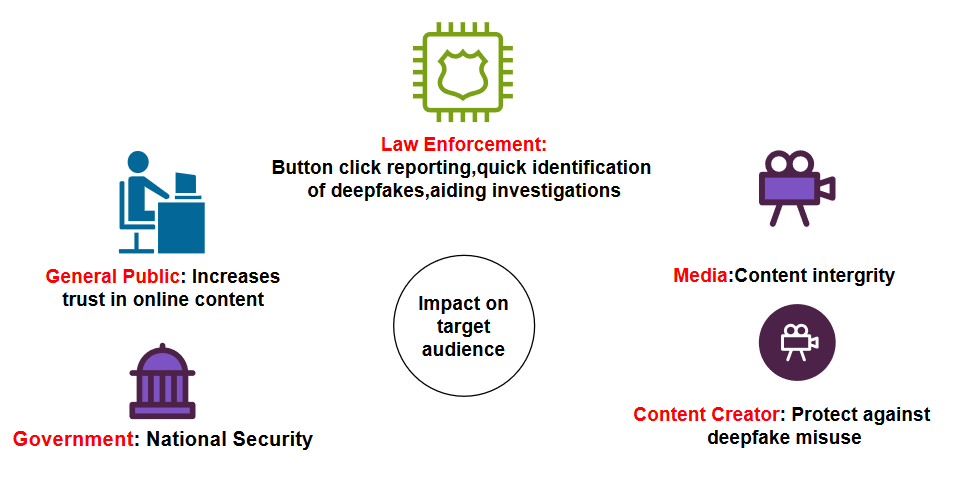 Law Enforcement:
Button click reporting,quick identification
of deepfakes,aiding investigations
General Public: Increases
trust in online content
Media:Content intergrity
Impact on
target
audience
Government: National Security
Content Creator: Protect against
deepfake misuse